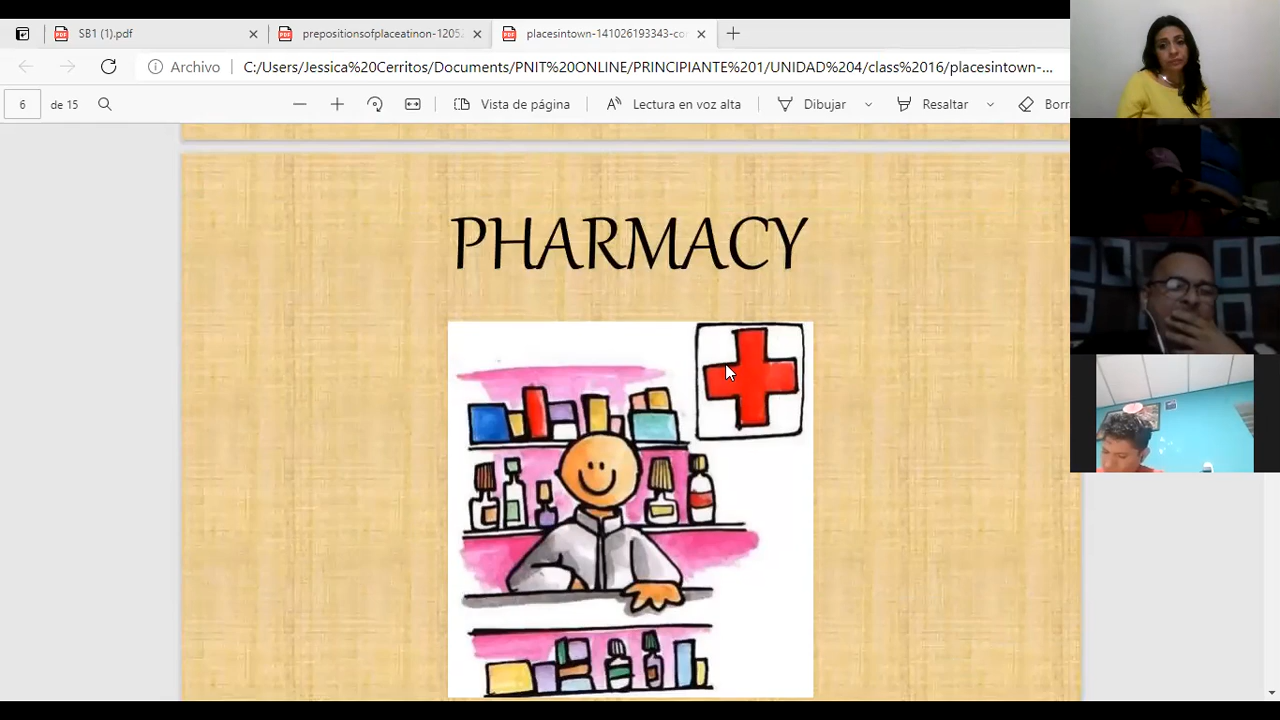 SB1 (1).pdf
prepositionsofplaceatinon-1205
placesintown-141026193343-co
Archivo
C:/Users/Jessica%20Cerritos/Documents/PNIT%20ONLINE/PRINCIPIANTE%201/UNIDAD%204/class%2016/placesintown-...
6 de 15
Vista de página
Lectura en voz alta
Dibujar
Resaltar
Borr
PHARMACY